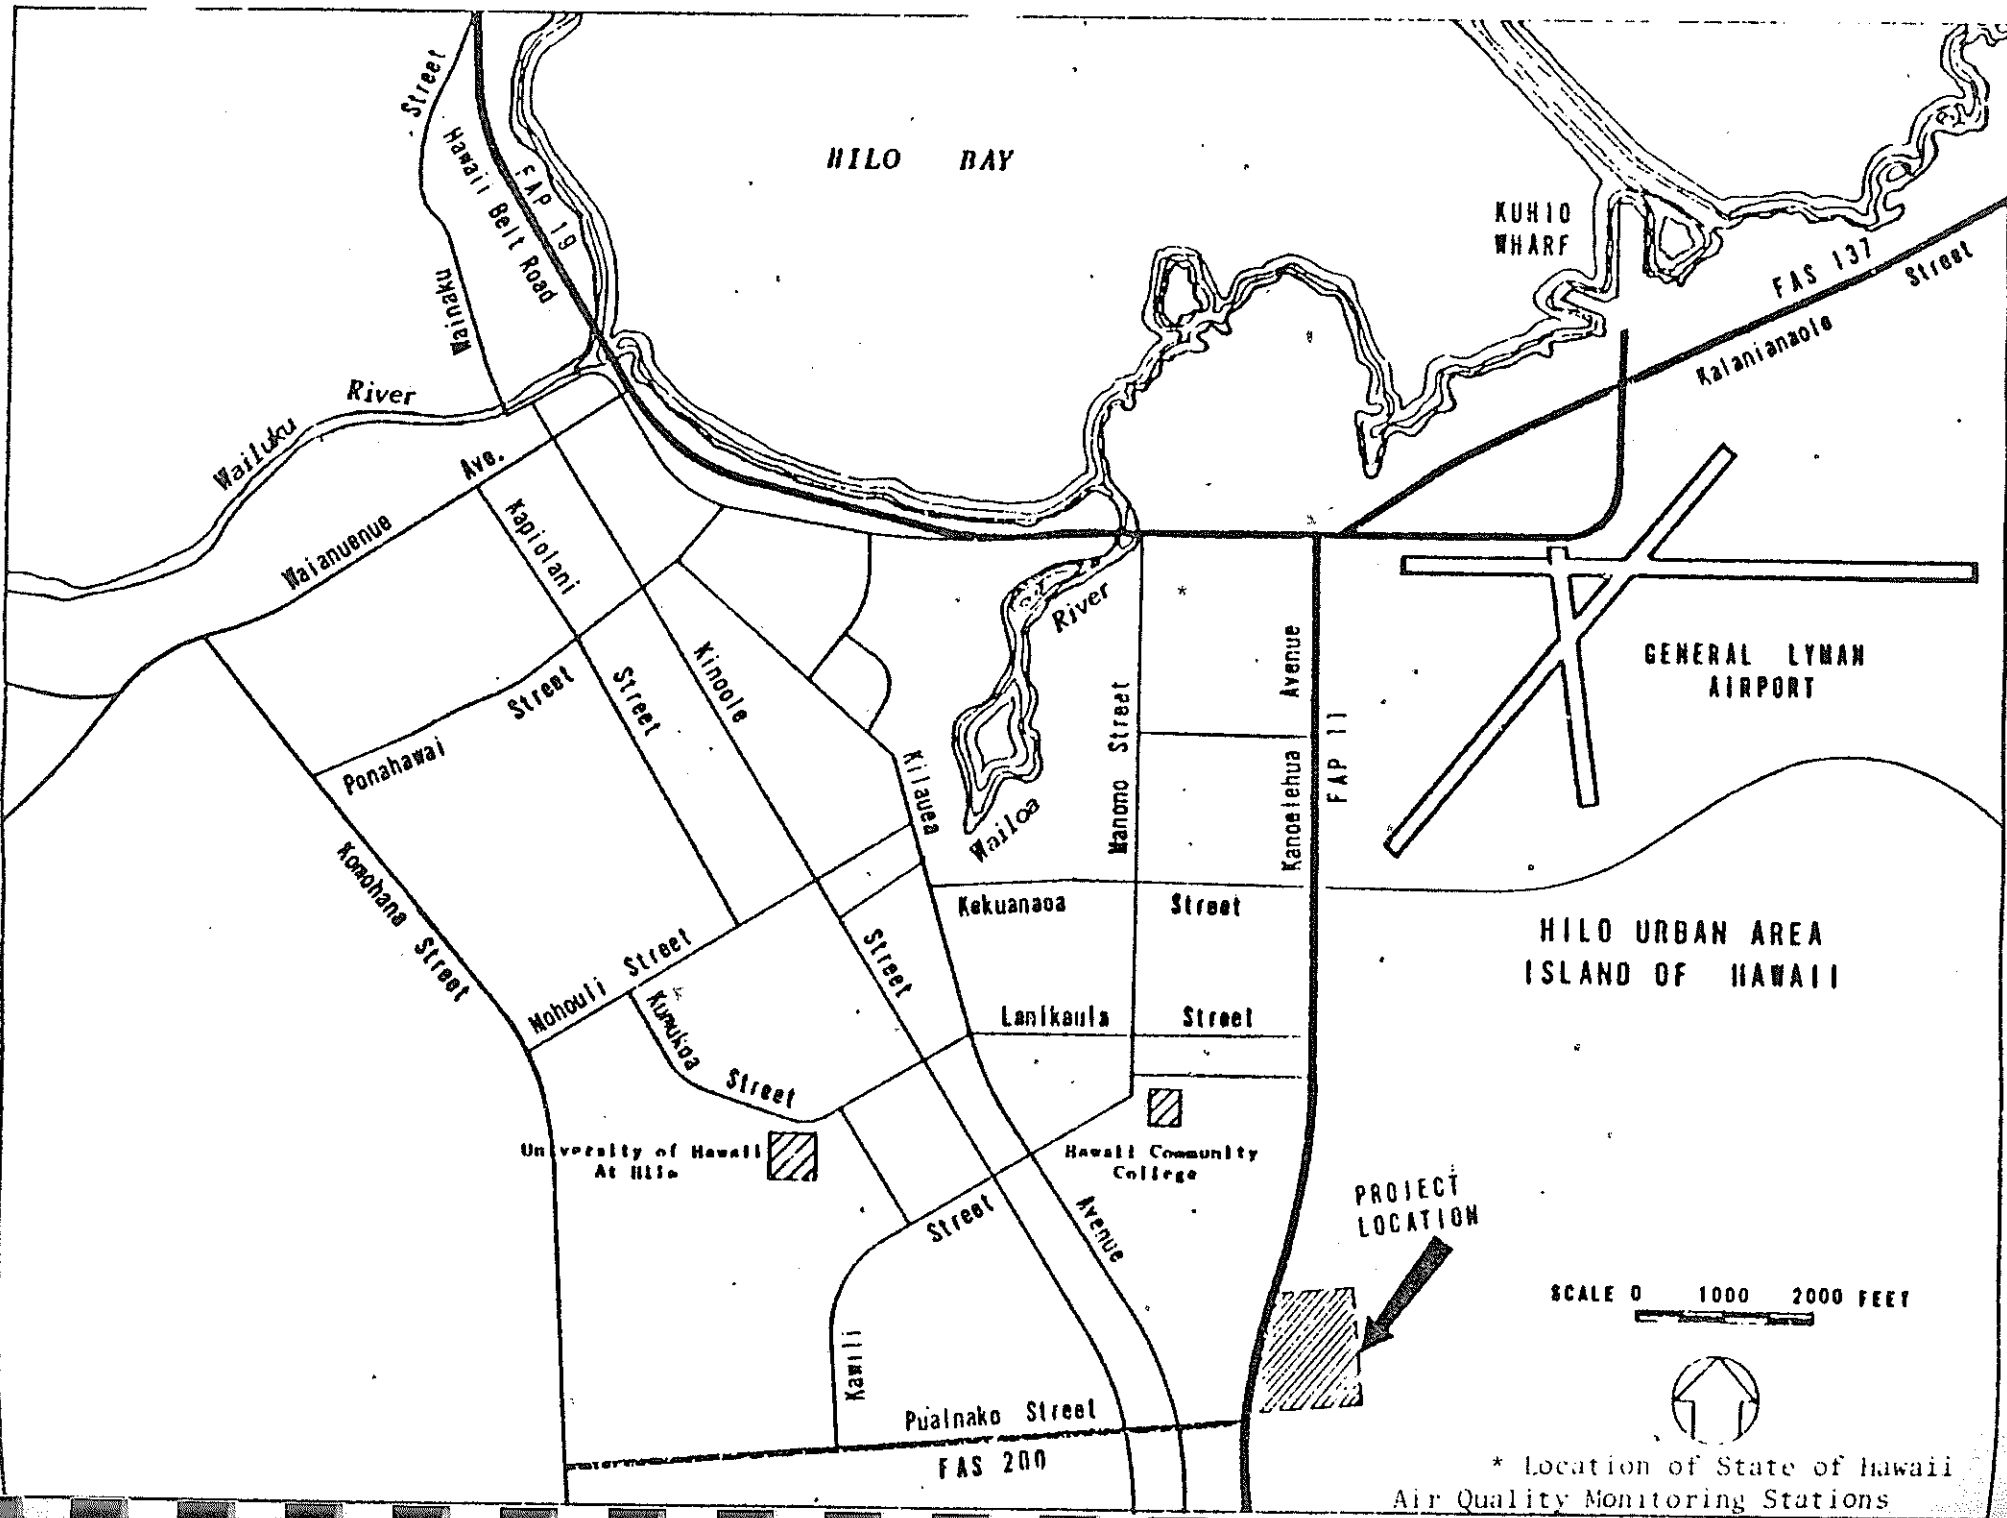 Street
Hawaii Belt Road
FAP 19
HILO BAY
KUHIO
WHARF
FAS 137
Kalanianaole Street
Wainaku
Wailuku River
Waianuenue Ave.
Kapiolani Street
Kinoole Street
Ponahawai Street
Komohana Street
Kilauea Avenue
Wailoa River
*
Manono Street
Kanoelehua Avenue
FAP 11
GENERAL LYMAN
AIRPORT
Kekuanaoa Street
HILO URBAN AREA
ISLAND OF HAWAII
Mohouli Street
Kumukoa Street
*
Lanikaula Street
University of Hawaii
At Hilo
Hawaii Community
College
PROJECT
LOCATION
Kawili Street
Puainako Street
FAS 200
SCALE 0 1000 2000 FEET
* Location of State of Hawaii
Air Quality Monitoring Stations